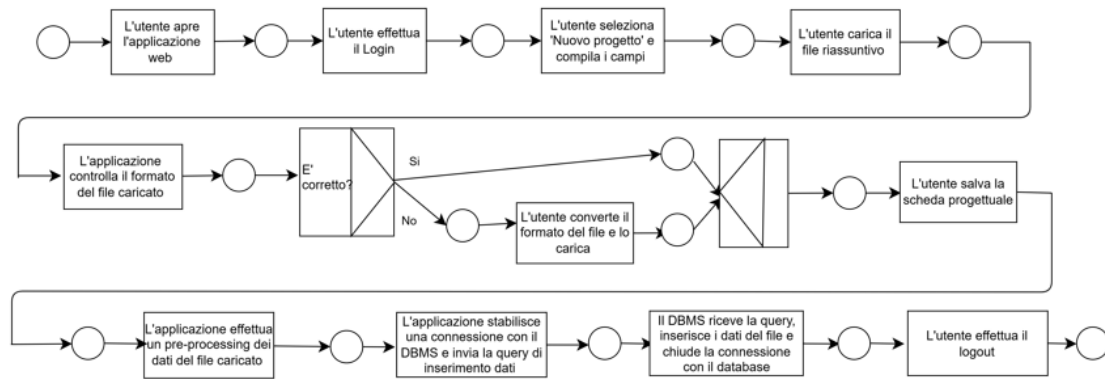 L'utente apre
l'applicazione
web
L'utente effettua
il Login
L'utente seleziona
'Nuovo progetto' e
compila i campi
L'utente carica il
file riassuntivo
L'applicazione
controlla il formato
del file caricato
E'
corretto?
Si
No
L'utente converte il
formato del file e lo
carica
L'utente salva la
scheda progettuale
L'applicazione effettua
un pre-processing dei
dati del file caricato
L'applicazione stabilisce
una connessione con il
DBMS e invia la query di
inserimento dati
Il DBMS riceve la query,
inserisce i dati del file e
chiude la connessione
con il database
L'utente effettua il
logout